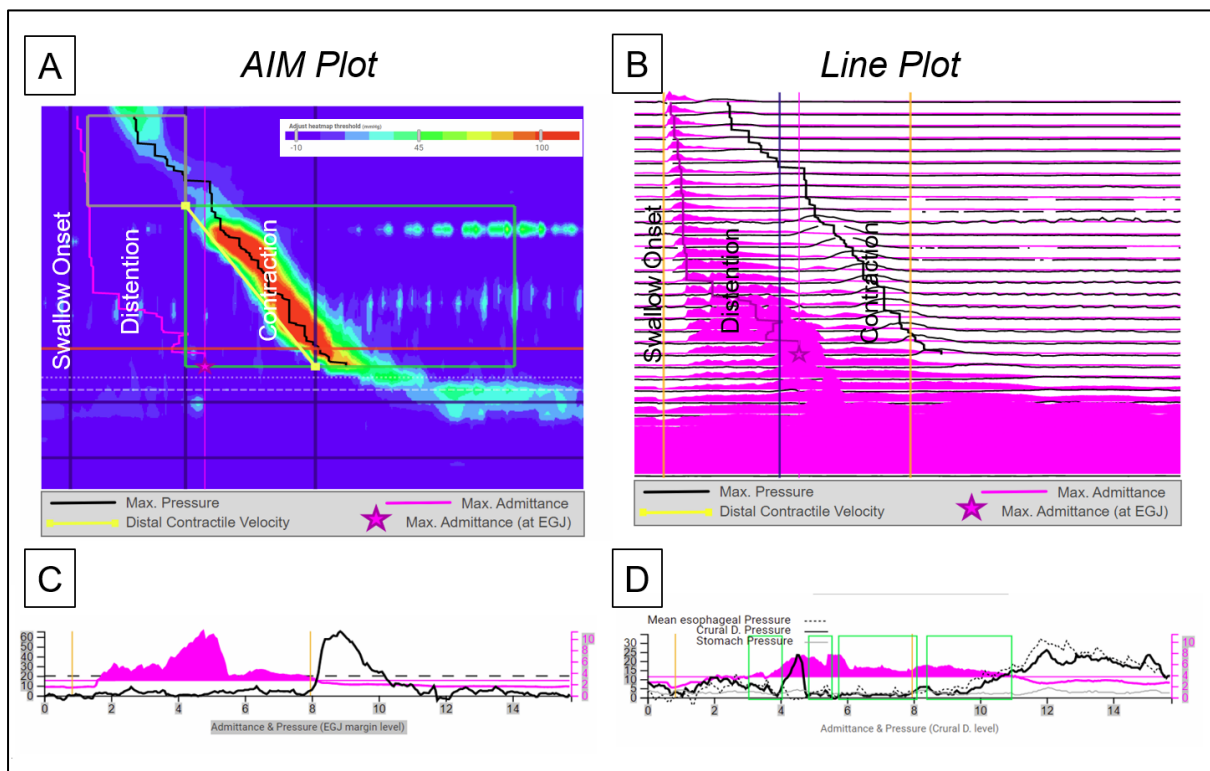 A
AIM Plot
B
Line Plot
Adjust heatmap threshold (mmHg)
-10 45 100
Swallow Onset
Distention
Contraction
Swallow Onset
Distention
Contraction
Max. Pressure
Max. Admittance
Distal Contractile Velocity
Max. Admittance (at EGJ)
Max. Pressure
Max. Admittance
Distal Contractile Velocity
Max. Admittance (at EGJ)
C
60
50
40
30
20
10
0
10
8
6
4
2
0
0 2 4 6 8 10 12 14
Admittance & Pressure (EGJ margin level)
D
Mean esophageal Pressure
Crural D. Pressure
Stomach Pressure
35
30
25
20
15
10
5
0
10
8
6
4
2
0
0 2 4 6 8 10 12 14
Admittance & Pressure (Crural D. level)